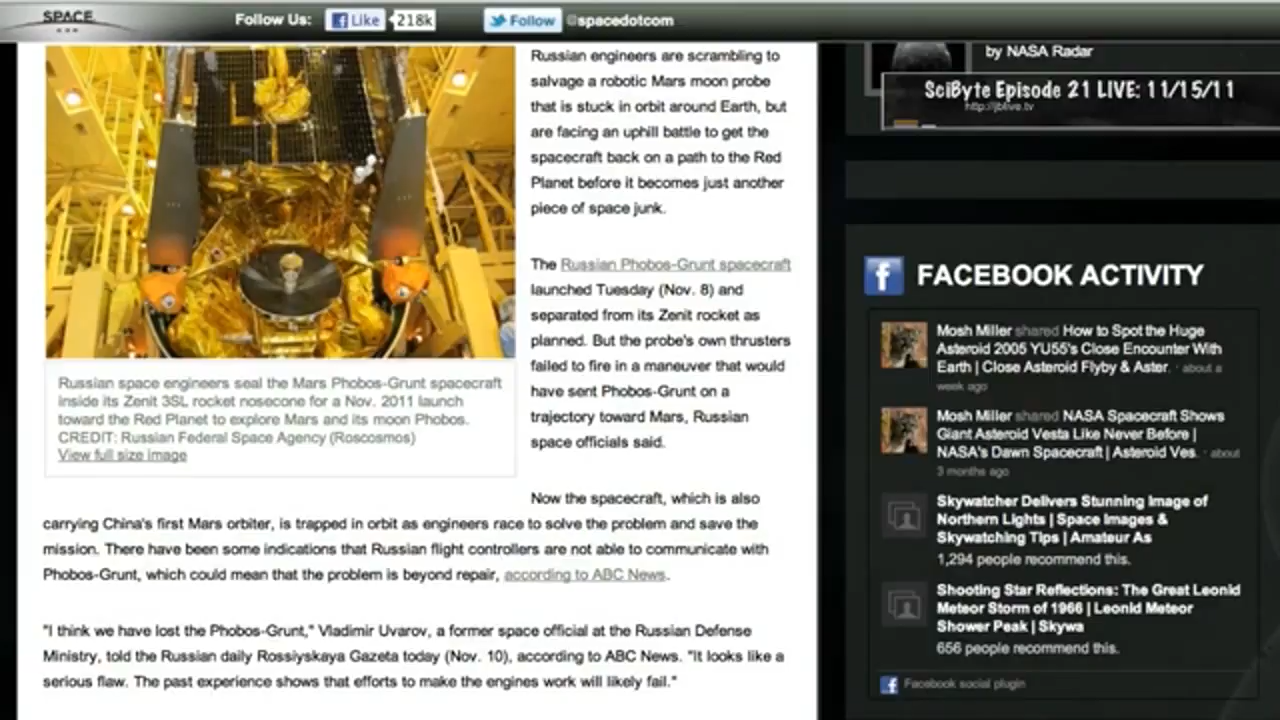 SPACE
Follow Us:
Like
218k
Follow
@spacedotcom
Russian engineers are scrambling to
salvage a robotic Mars moon probe
that is stuck in orbit around Earth, but
are facing an uphill battle to get the
spacecraft back on a path to the Red
Planet before it becomes just another
piece of space junk.
The Russian Phobos-Grunt spacecraft
launched Tuesday (Nov. 8) and
separated from its Zenit rocket as
planned. But the probe's own thrusters
failed to fire in a maneuver that would
have sent Phobos-Grunt on a
trajectory toward Mars, Russian
space officials said.
Russian space engineers seal the Mars Phobos-Grunt spacecraft
inside its Zenit 3SL rocket nosecone for a Nov. 2011 launch
toward the Red Planet to explore Mars and its moon Phobos.
CREDIT: Russian Federal Space Agency (Roscosmos)
View full size image
Now the spacecraft, which is also
carrying China's first Mars orbiter, is trapped in orbit as engineers race to solve the problem and save the
mission. There have been some indications that Russian flight controllers are not able to communicate with
Phobos-Grunt, which could mean that the problem is beyond repair, according to ABC News.
"I think we have lost the Phobos-Grunt," Vladimir Uvarov, a former space official at the Russian Defense
Ministry, told the Russian daily Rossiyskaya Gazeta today (Nov. 10), according to ABC News. "It looks like a
serious flaw. The past experience shows that efforts to make the engines work will likely fail."
by NASA Radar
SciByte Episode 21 LIVE: 11/15/11
http://jblive.tv
FACEBOOK ACTIVITY
Mosh Miller shared How to Spot the Huge
Asteroid 2005 YU55's Close Encounter With
Earth | Close Asteroid Flyby & Aster. · about a
week ago
Mosh Miller shared NASA Spacecraft Shows
Giant Asteroid Vesta Like Never Before |
NASA's Dawn Spacecraft | Asteroid Ves. · about
3 months ago
Skywatcher Delivers Stunning Image of
Northern Lights | Space Images &
Skywatching Tips | Amateur As
1,294 people recommend this.
Shooting Star Reflections: The Great Leonid
Meteor Storm of 1966 | Leonid Meteor
Shower Peak | Skywa
656 people recommend this.
Facebook social plugin